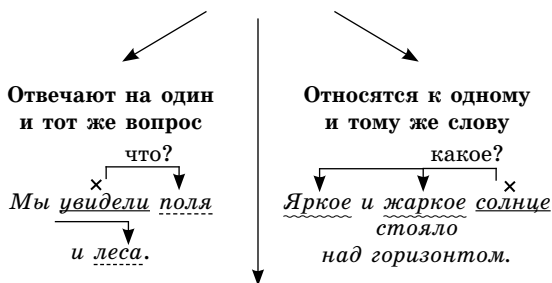 Отвечают на один
и тот же вопрос
что?
Мы увидели поля
и леса.
Относятся к одному
и тому же слову
какое?
Яркое и жаркое солнце
стояло
над горизонтом.